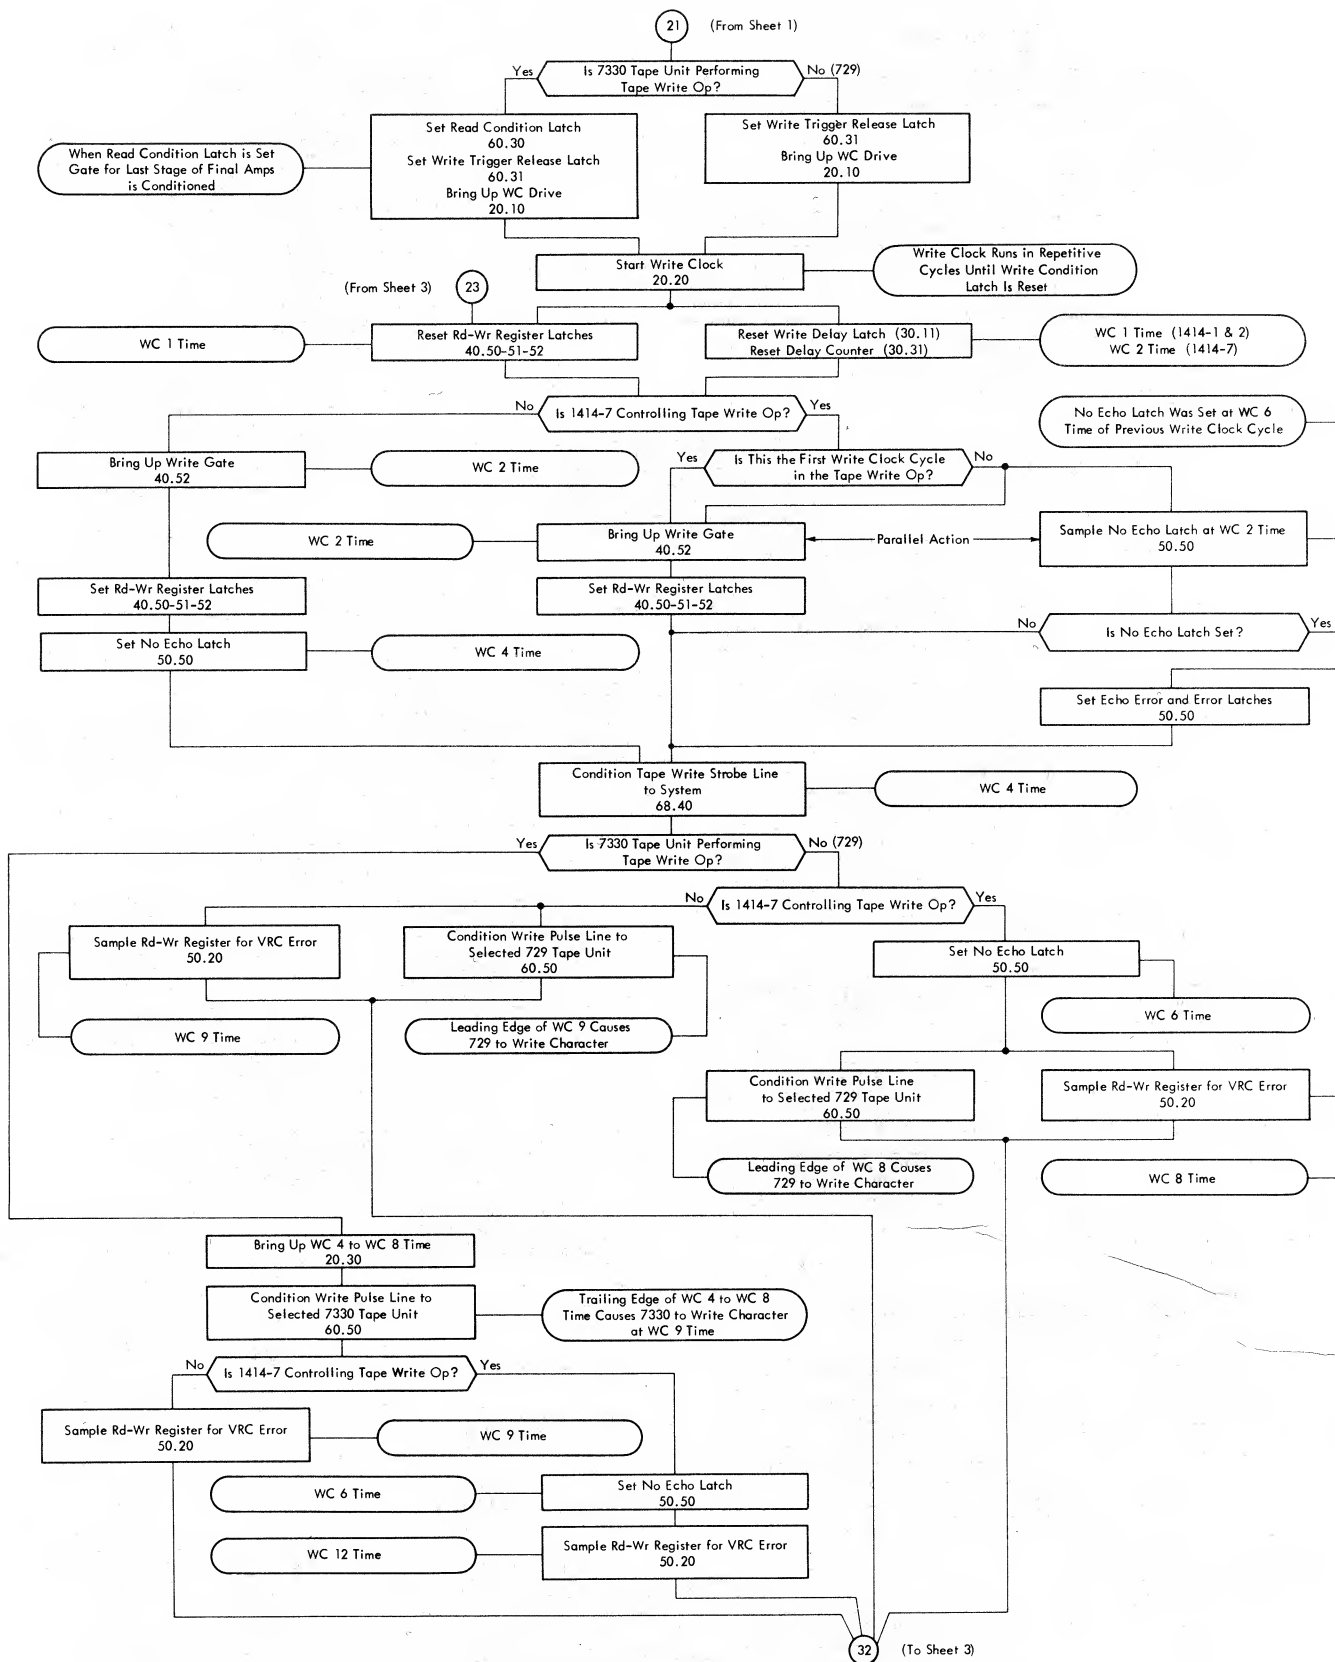 21 (From Sheet 1)
Is 7330 Tape Unit Performing
Tape Write Op?
Yes
No (729)
Set Read Condition Latch
60.30
Set Write Trigger Release Latch
60.31
Bring Up WC Drive
20.10
Set Write Trigger Release Latch
60.31
Bring Up WC Drive
20.10
When Read Condition Latch is Set
Gate for Last Stage of Final Amps
is Conditioned
Start Write Clock
20.20
Write Clock Runs in Repetitive
Cycles Until Write Condition
Latch Is Reset
(From Sheet 3) 23
WC 1 Time
Reset Rd-Wr Register Latches
40.50-51-52
Reset Write Delay Latch (30.11)
Reset Delay Counter (30.31)
WC 1 Time (1414-1 & 2)
WC 2 Time (1414-7)
No
Is 1414-7 Controlling Tape Write Op?
Yes
No Echo Latch Was Set at WC 6
Time of Previous Write Clock Cycle
Bring Up Write Gate
40.52
WC 2 Time
Yes
Is This the First Write Clock Cycle
in the Tape Write Op?
No
WC 2 Time
Bring Up Write Gate
40.52
Parallel Action
Sample No Echo Latch at WC 2 Time
50.50
Set Rd-Wr Register Latches
40.50-51-52
Set Rd-Wr Register Latches
40.50-51-52
No
Is No Echo Latch Set?
Yes
Set No Echo Latch
50.50
WC 4 Time
Set Echo Error and Error Latches
50.50
Condition Tape Write Strobe Line
to System
68.40
WC 4 Time
Yes
Is 7330 Tape Unit Performing
Tape Write Op?
No (729)
No
Is 1414-7 Controlling Tape Write Op?
Yes
Sample Rd-Wr Register for VRC Error
50.20
Condition Write Pulse Line to
Selected 729 Tape Unit
60.50
Set No Echo Latch
50.50
WC 9 Time
Leading Edge of WC 9 Causes
729 to Write Character
WC 6 Time
Condition Write Pulse Line
to Selected 729 Tape Unit
60.50
Sample Rd-Wr Register for VRC Error
50.20
Leading Edge of WC 8 Couses
729 to Write Character
WC 8 Time
Bring Up WC 4 to WC 8 Time
20.30
Condition Write Pulse Line to
Selected 7330 Tape Unit
60.50
Trailing Edge of WC 4 to WC 8
Time Causes 7330 to Write Character
at WC 9 Time
No
Is 1414-7 Controlling Tape Write Op?
Yes
Sample Rd-Wr Register for VRC Error
50.20
WC 9 Time
WC 6 Time
Set No Echo Latch
50.50
WC 12 Time
Sample Rd-Wr Register for VRC Error
50.20
32 (To Sheet 3)